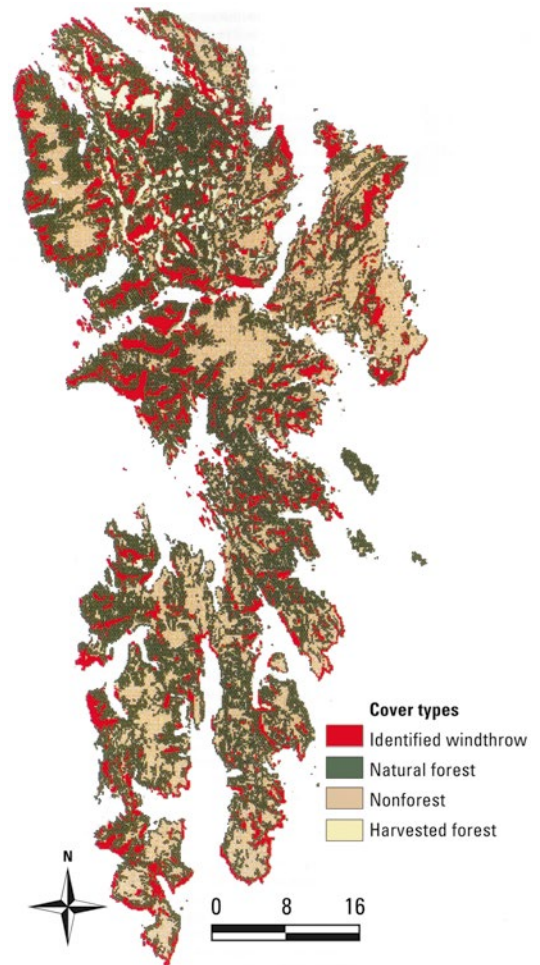 Cover types
Identified windthrow
Natural forest
Nonforest
Harvested forest
N
0 8 16